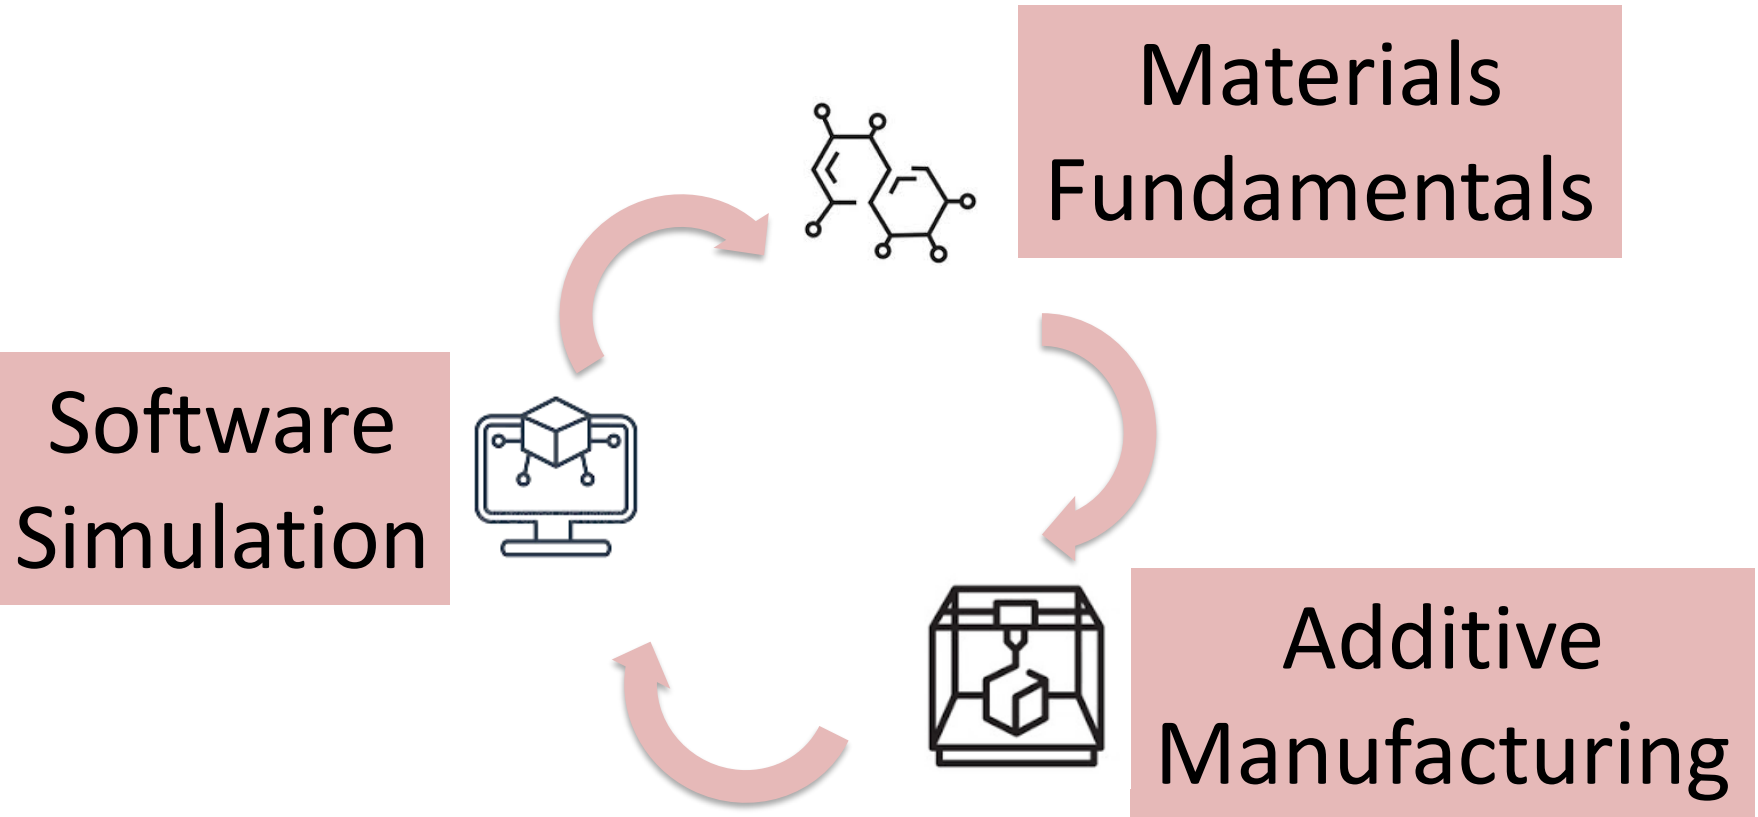 Materials
Fundamentals
Software
Simulation
Additive
Manufacturing